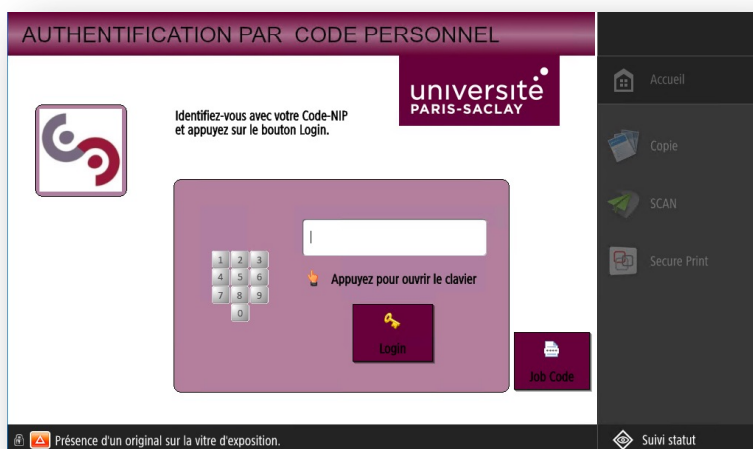 AUTHENTIFICATION PAR CODE PERSONNEL
université
PARIS-SACLAY
Identifiez-vous avec votre Code-NIP
et appuyez sur le bouton Login.
1 2 3
4 5 6
7 8 9
0
Appuyez pour ouvrir le clavier
Login
Job Code
Accueil
Copie
SCAN
Secure Print
Présence d'un original sur la vitre d'exposition.
Suivi statut